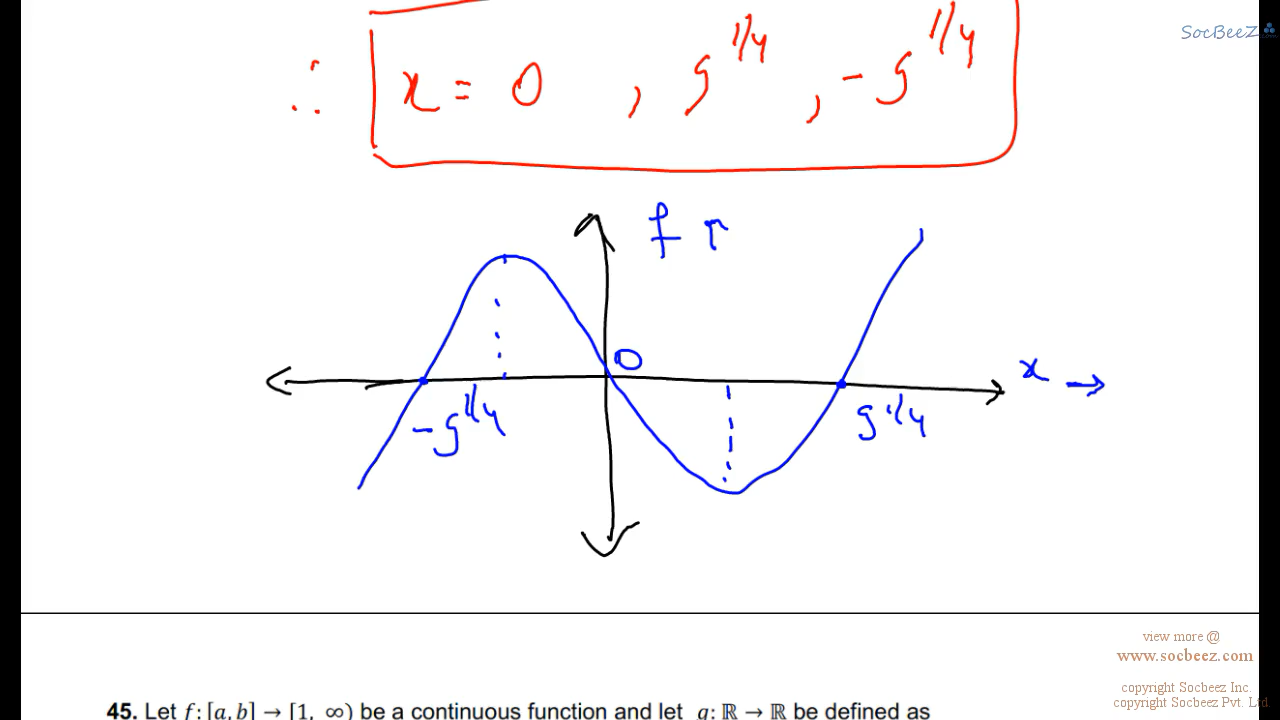 SocBeeZ
∴ x = 0 , 5^1/4 , -5^1/4
f
0
x →
-5^1/4
5^1/4
view more @
www.socbeez.com
copyright Socbeez Inc.
copyright Socbeez Pvt. Ltd
45. Let f: [a, b] → [1, ∞) be a continuous function and let g: ℝ → ℝ be defined as